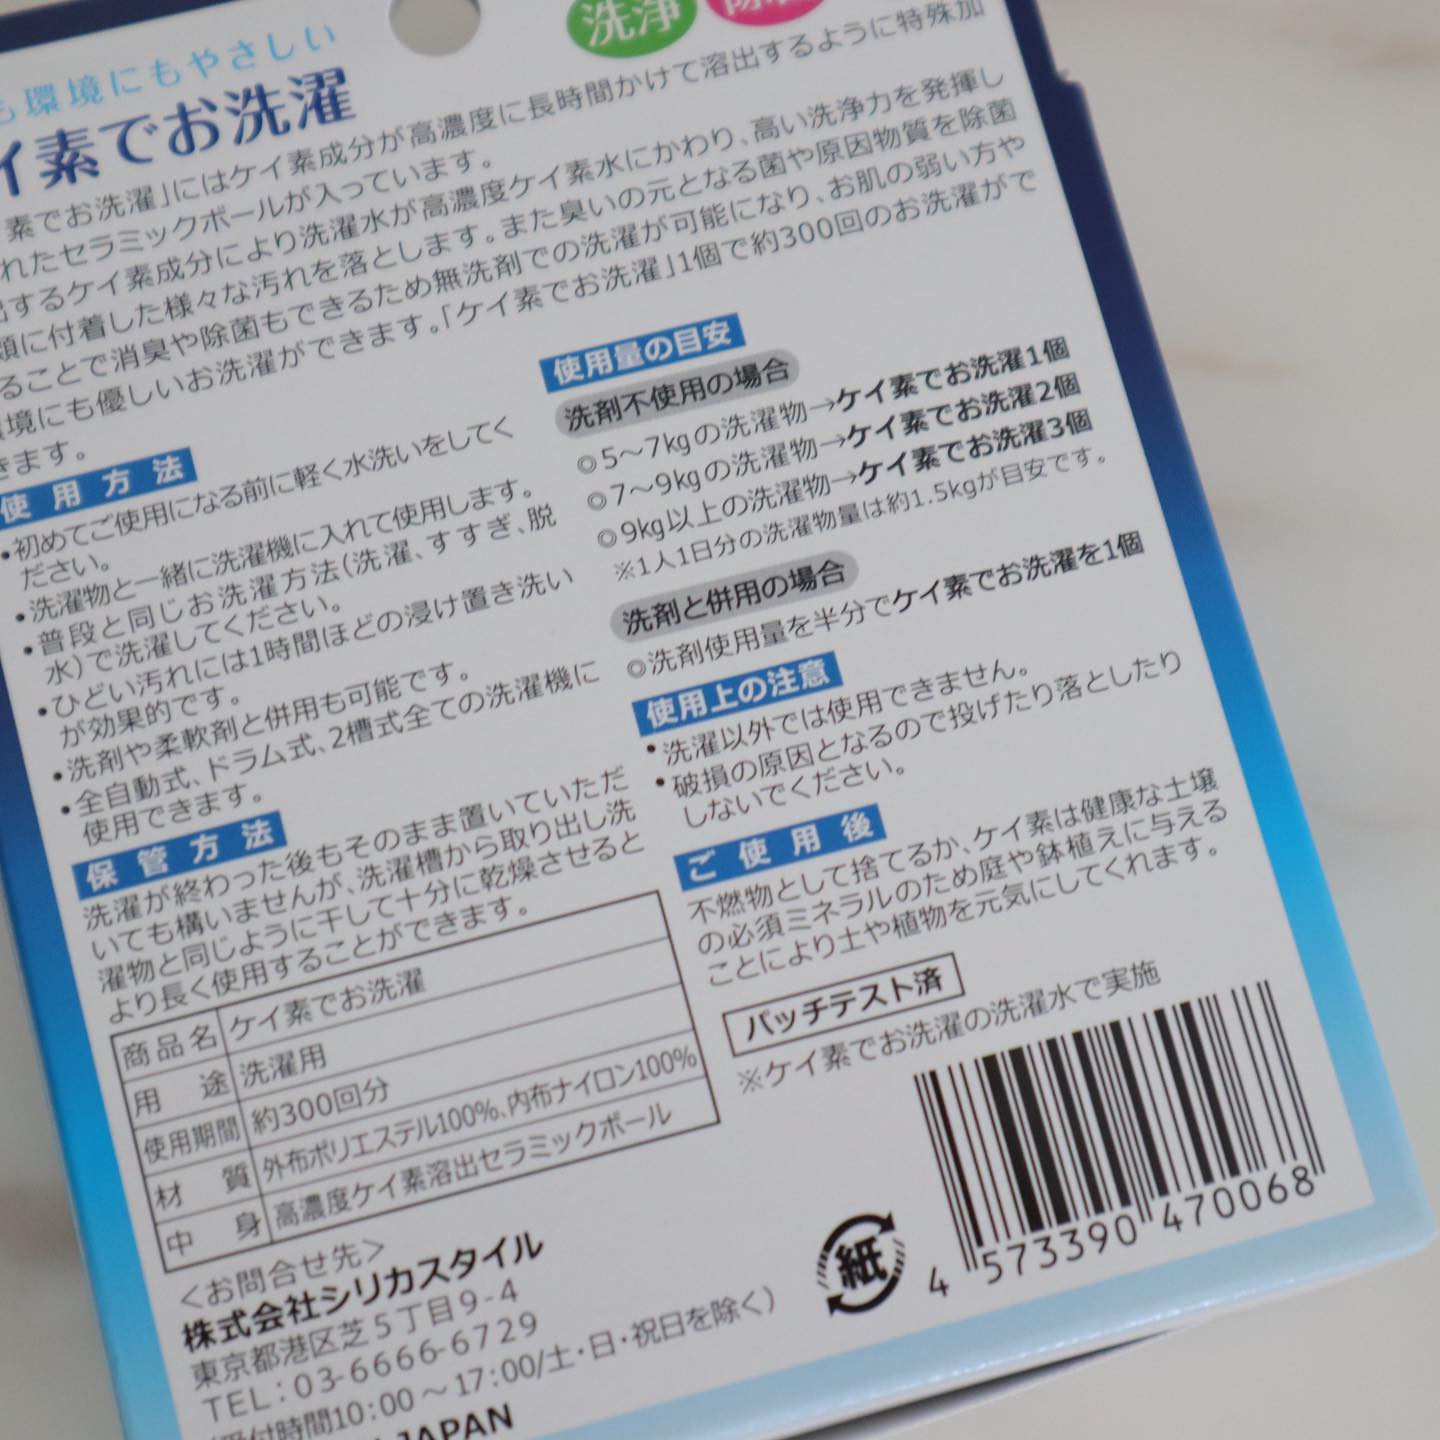 洗浄
も環境にもやさしい
イ素でお洗濯
素でお洗濯」にはケイ素成分が高濃度に長時間かけて溶出するように特殊加
れたセラミックボールが入っています。
出するケイ素成分により洗濯水が高濃度ケイ素水にかわり、高い洗浄力を発揮し
類に付着した様々な汚れを落とします。また臭いの元となる菌や原因物質を除菌
ることで消臭や除菌もできるため無洗剤での洗濯が可能になり、お肌の弱い方や
環境にも優しいお洗濯ができます。「ケイ素でお洗濯」1個で約300回のお洗濯がで
きます。
使用方法
•初めてご使用になる前に軽く水洗いをしてく
ださい。
•洗濯物と一緒に洗濯機に入れて使用します。
•普段と同じお洗濯方法(洗濯、すすぎ、脱
水)で洗濯してください。
•ひどい汚れには1時間ほどの浸け置き洗い
が効果的です。
•洗剤や柔軟剤と併用も可能です。
•全自動式、ドラム式、2槽式全ての洗濯機に
使用できます。
保管方法
洗濯が終わった後もそのまま置いていただ
いても構いませんが、洗濯槽から取り出し洗
濯物と同じように干して十分に乾燥させると
より長く使用することができます。
商品名 ケイ素でお洗濯
用途 洗濯用
使用期間 約300回分
材質 外布ポリエステル100%、内布ナイロン100%
中身 高濃度ケイ素溶出セラミックボール
<お問合せ先>
株式会社シリカスタイル
東京都港区芝5丁目9-4
TEL:03-6666-6729
(受付時間10:00〜17:00/土・日・祝日を除く)
JAPAN
使用量の目安
洗剤不使用の場合
◎5〜7kgの洗濯物→ケイ素でお洗濯1個
◎7〜9kgの洗濯物→ケイ素でお洗濯2個
◎9kg以上の洗濯物→ケイ素でお洗濯3個
※1人1日分の洗濯物量は約1.5kgが目安です。
洗剤と併用の場合
◎洗剤使用量を半分でケイ素でお洗濯を1個
使用上の注意
•洗濯以外では使用できません。
•破損の原因となるので投げたり落としたり
しないでください。
ご使用後
不燃物として捨てるか、ケイ素は健康な土壌
の必須ミネラルのため庭や鉢植えに与える
ことにより土や植物を元気にしてくれます。
パッチテスト済
※ケイ素でお洗濯の洗濯水で実施
紙
4 573390 470068